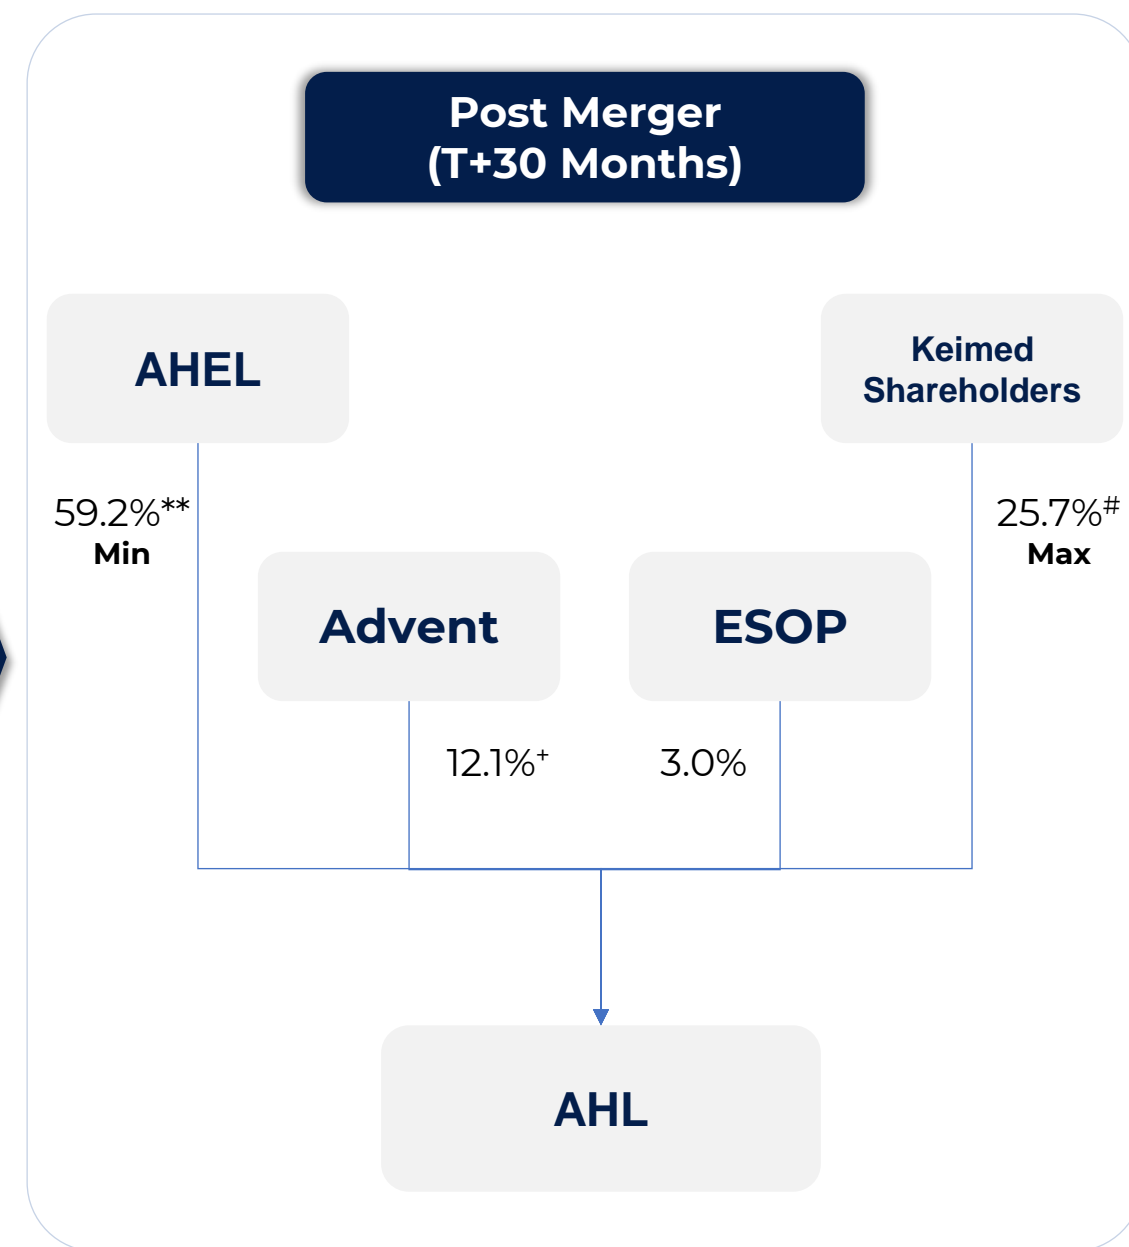 Post Merger
(T+30 Months)
AHEL
Keimed
Shareholders
59.2%**
Min
25.7%#
Max
Advent
ESOP
12.1%+
3.0%
AHL